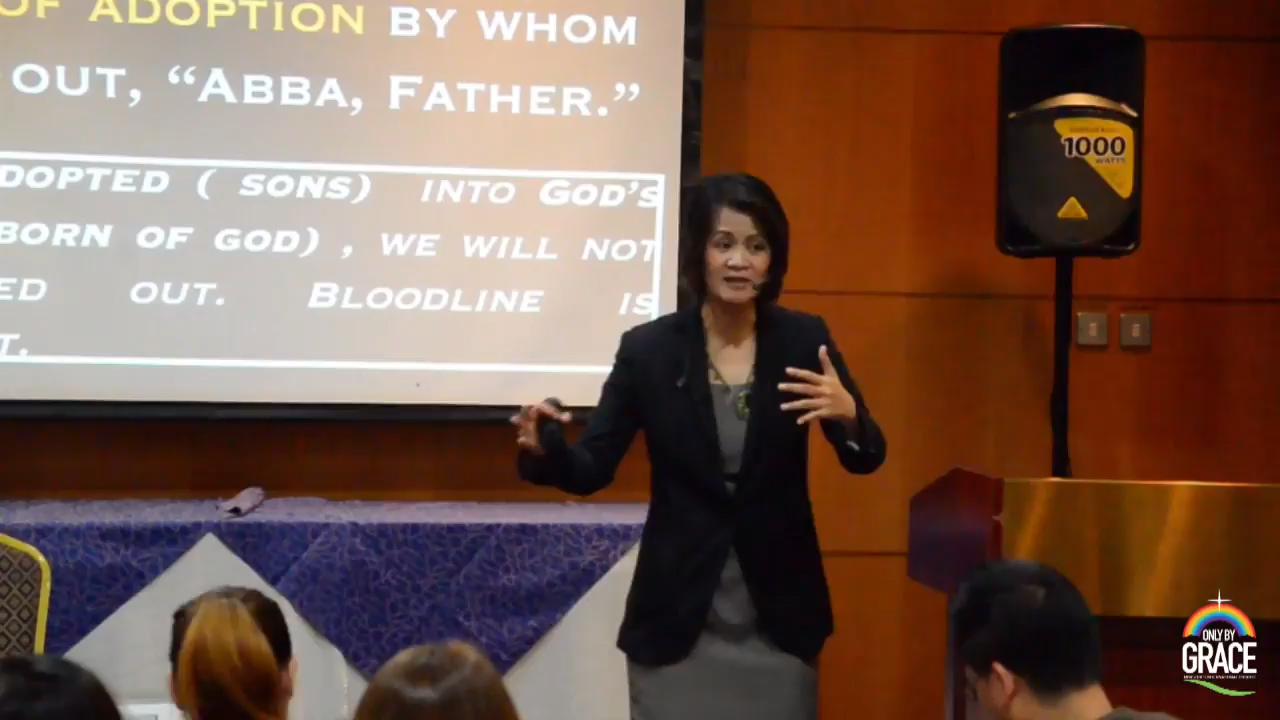 OF ADOPTION BY WHOM
OUT, “ABBA, FATHER.”
DOPTED ( SONS) INTO GOD'S
BORN OF GOD) , WE WILL NOT
ED OUT. BLOODLINE IS
T.
1000
WATTS
ONLY BY
GRACE